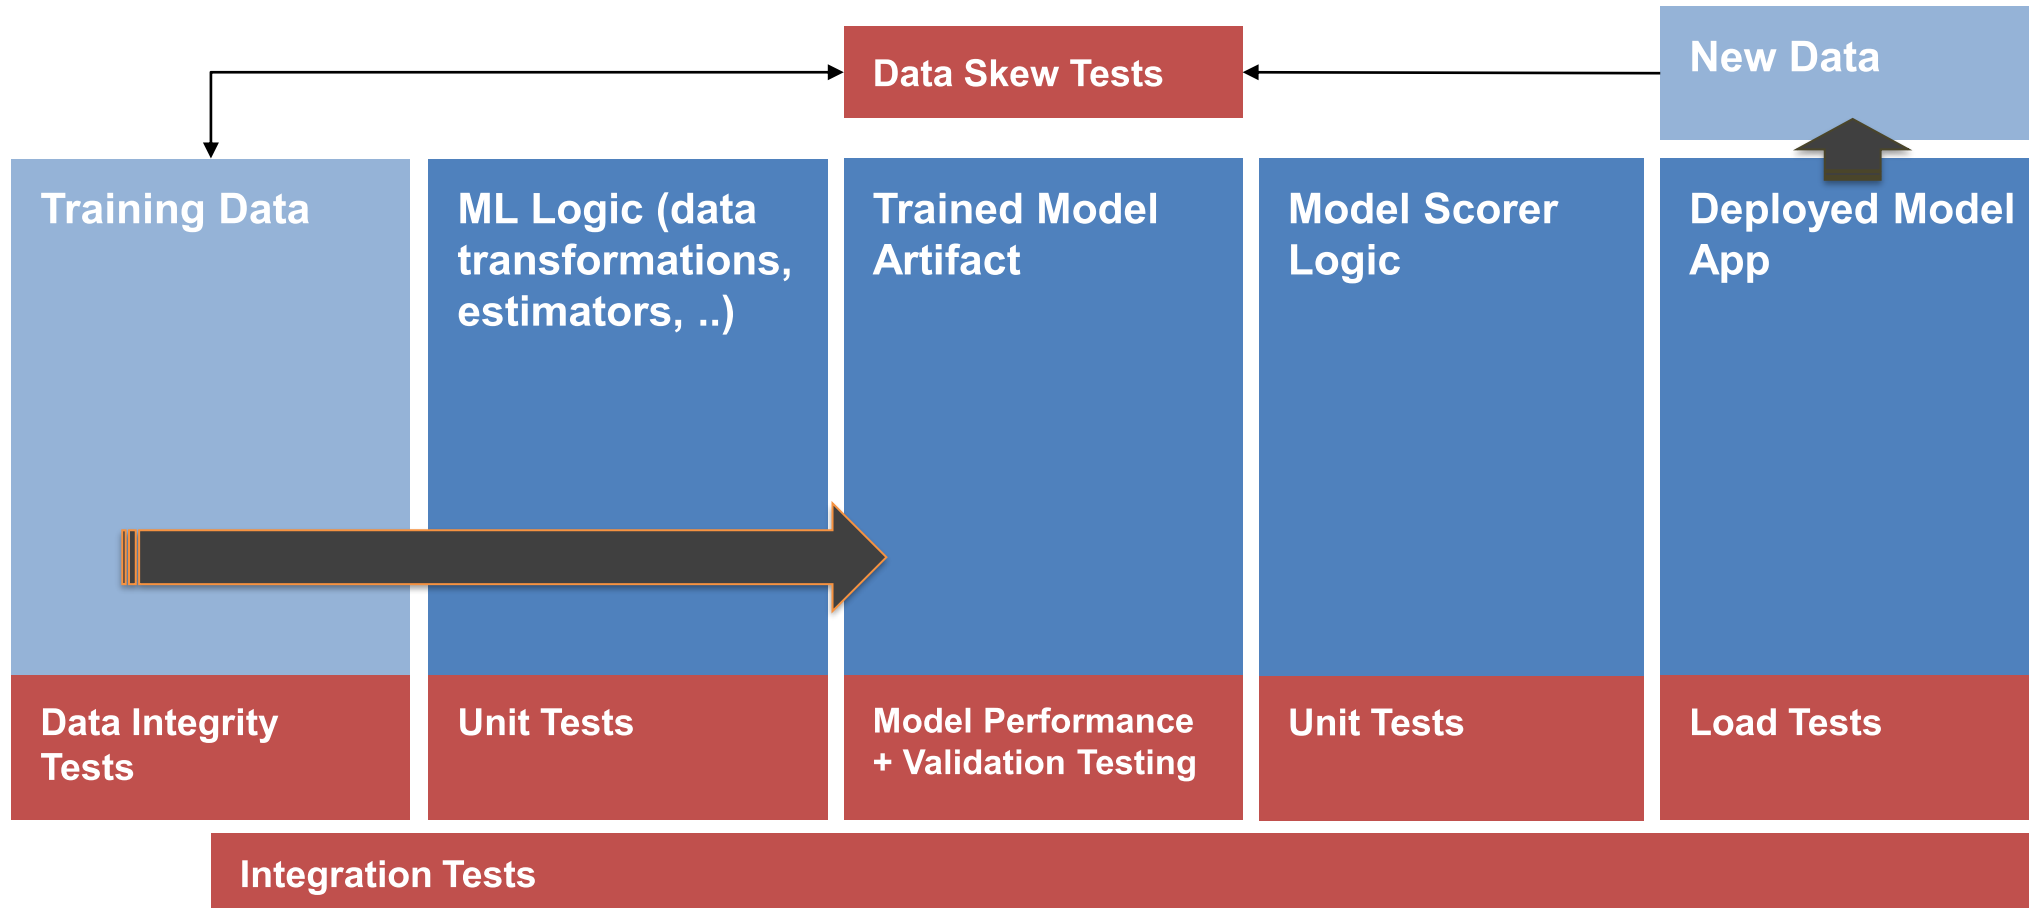 Data Skew Tests
New Data
Training Data
ML Logic (data
transformations,
estimators, ..)
Trained Model
Artifact
Model Scorer
Logic
Deployed Model
App
Data Integrity
Tests
Unit Tests
Model Performance
+ Validation Testing
Unit Tests
Load Tests
Integration Tests